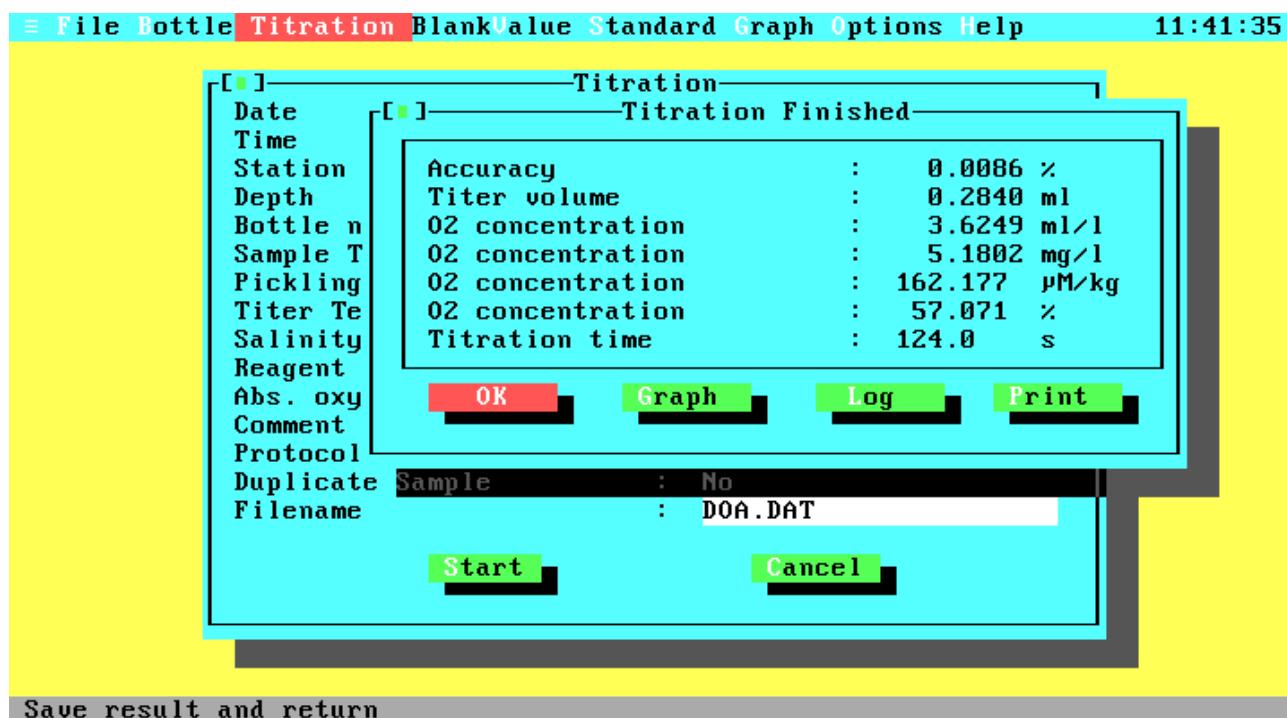 ≡ File Bottle Titration BlankValue Standard Graph Options Help 11:41:35
Titration
Titration Finished
Date
Time
Station
Depth
Bottle n
Sample T
Pickling
Titer Te
Salinity
Reagent
Abs. oxy
Comment
Protocol
Accuracy : 0.0086 %
Titer volume : 0.2840 ml
O2 concentration : 3.6249 ml/l
O2 concentration : 5.1802 mg/l
O2 concentration : 162.177 µM/kg
O2 concentration : 57.071 %
Titration time : 124.0 s
OK Graph Log Print
Duplicate Sample : No
Filename : DOA.DAT
Start Cancel
Save result and return